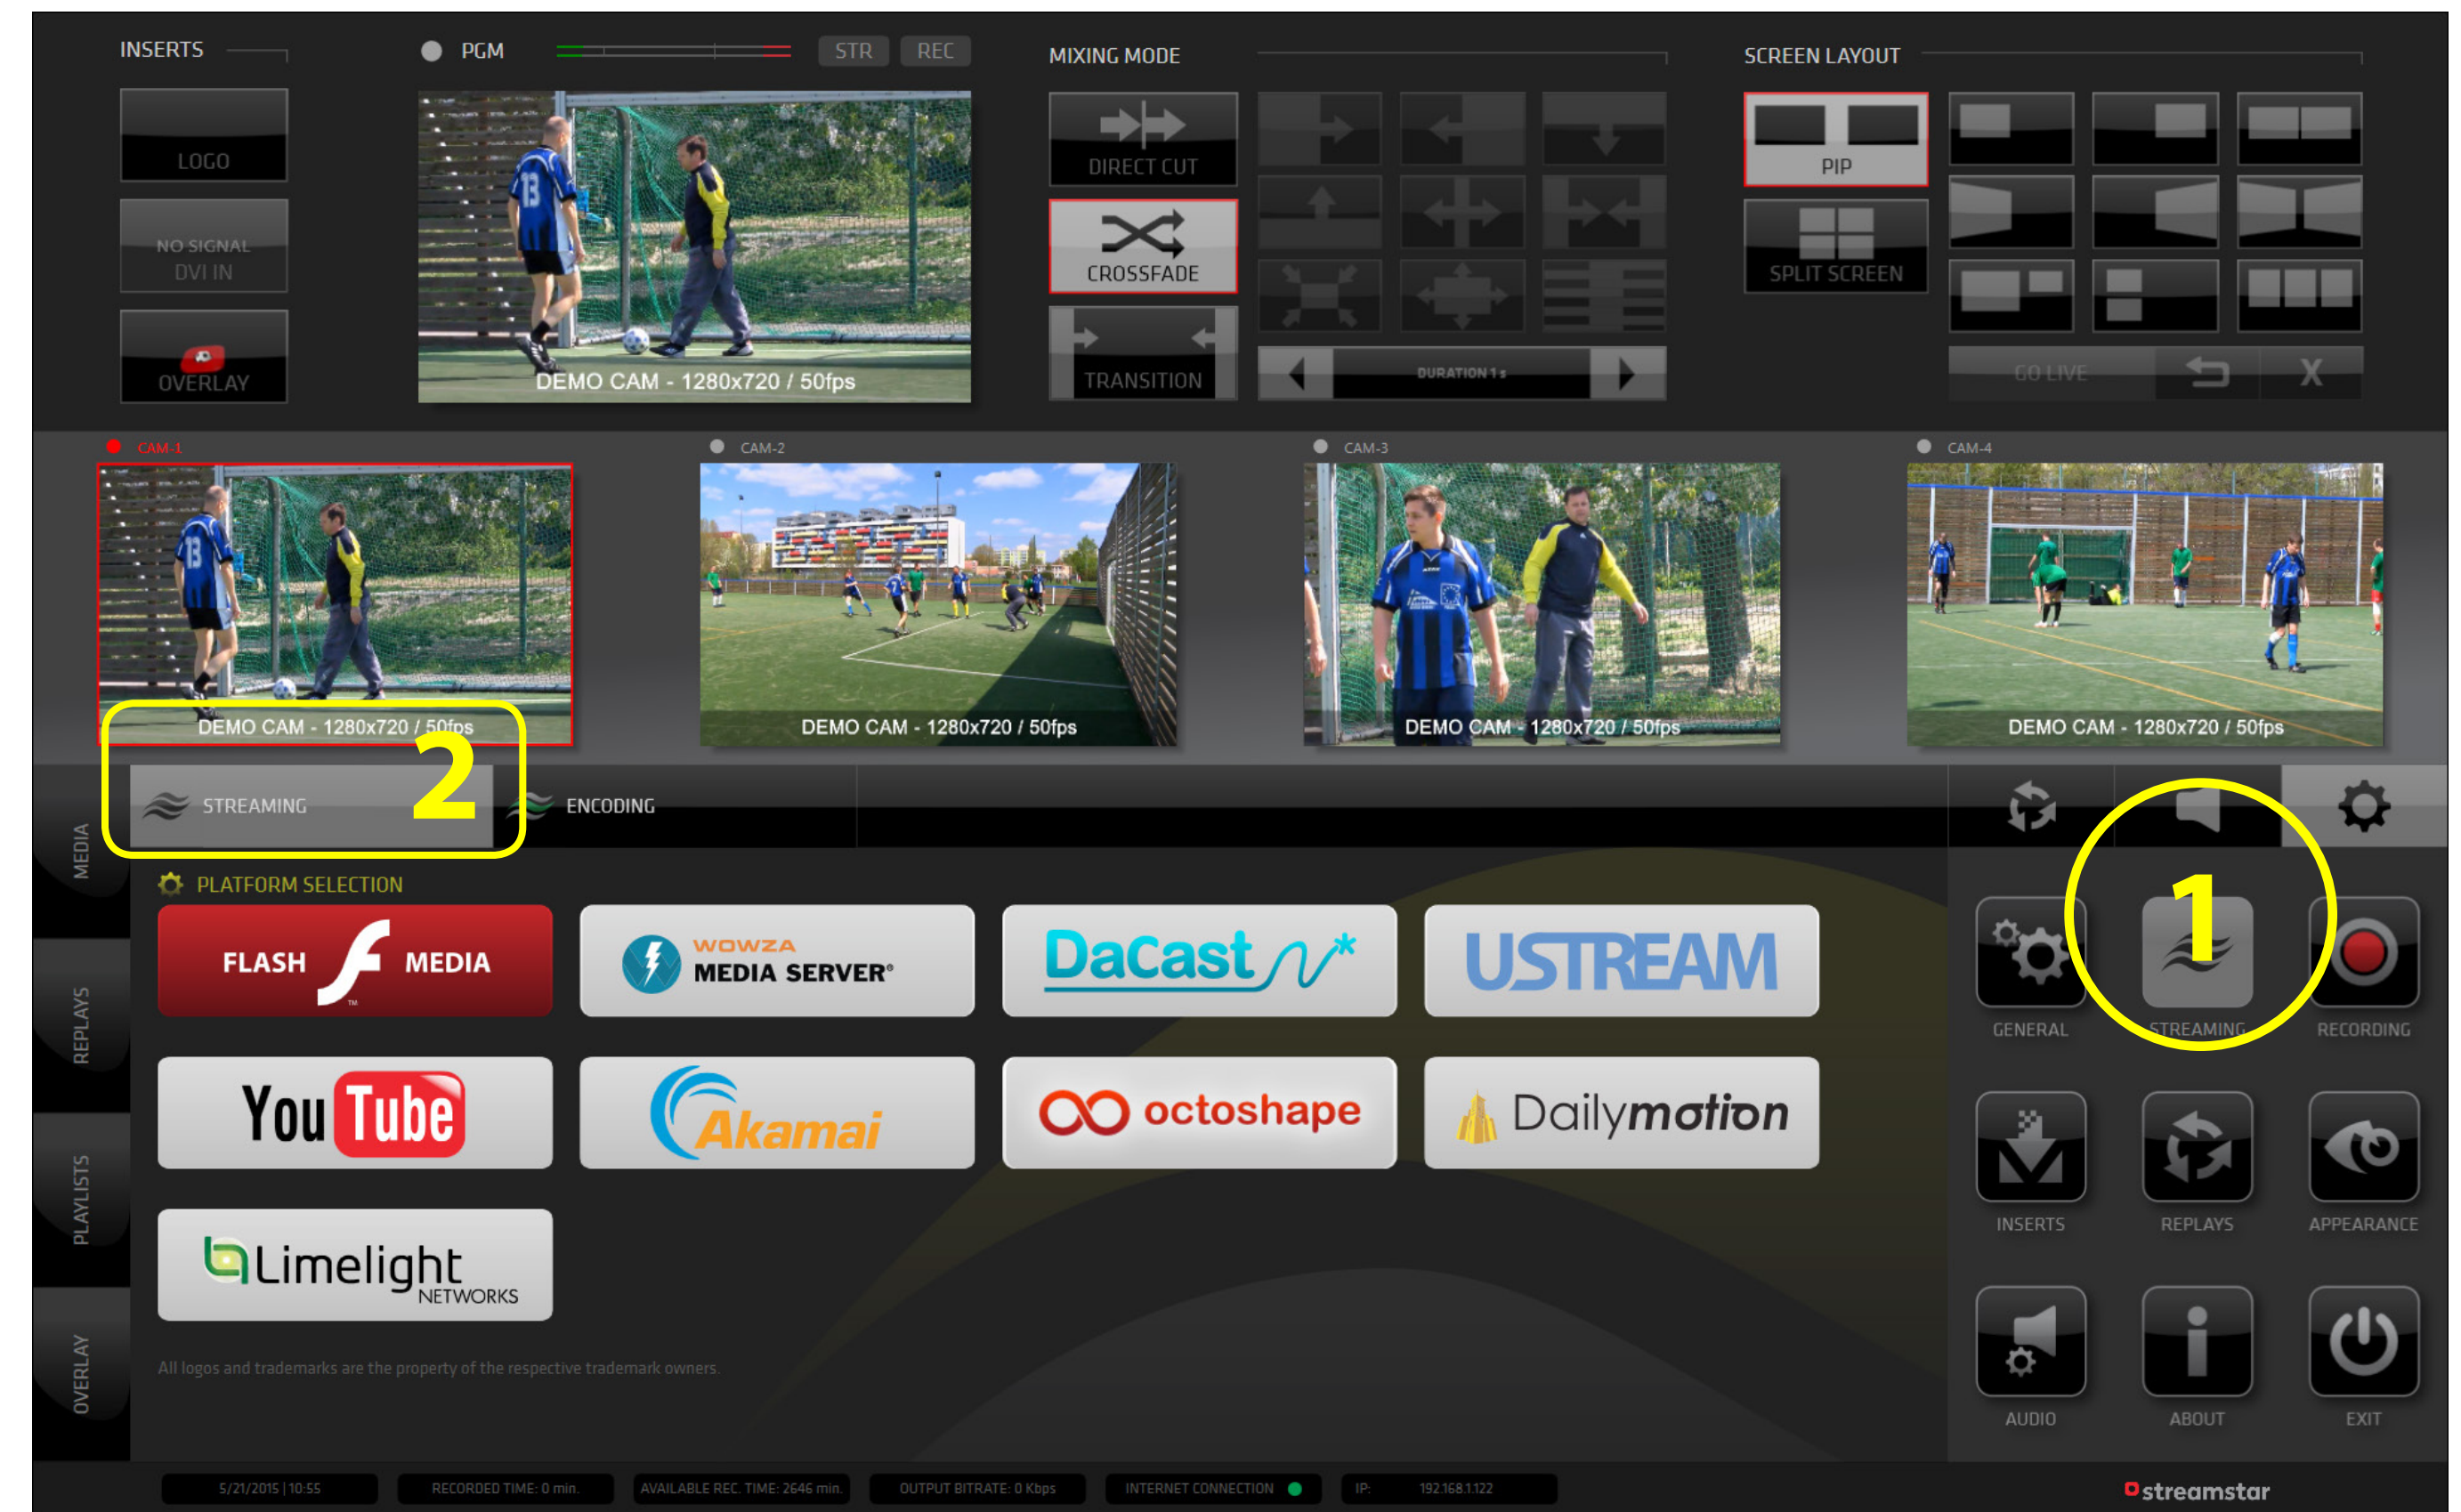 INSERTS
PGM
STR
REC
MIXING MODE
SCREEN LAYOUT
LOGO
NO SIGNAL
DVI IN
OVERLAY
13
DEMO CAM - 1280x720 / 50fps
DIRECT CUT
CROSSFADE
TRANSITION
DURATION 1 s
PIP
SPLIT SCREEN
GO LIVE
X
CAM-1
CAM-2
CAM-3
CAM-4
13
DEMO CAM - 1280x720 / 50fps
DEMO CAM - 1280x720 / 50fps
DEMO CAM - 1280x720 / 50fps
DEMO CAM - 1280x720 / 50fps
2
STREAMING
ENCODING
MEDIA
REPLAYS
PLAYLISTS
OVERLAY
PLATFORM SELECTION
FLASH MEDIA
TM
WOWZA
MEDIA SERVER®
DaCast
USTREAM
YouTube
Akamai
octoshape
Dailymotion
Limelight
NETWORKS
All logos and trademarks are the property of the respective trademark owners.
1
GENERAL
STREAMING
RECORDING
INSERTS
REPLAYS
APPEARANCE
AUDIO
ABOUT
EXIT
5/21/2015 | 10:55
RECORDED TIME: 0 min.
AVAILABLE REC. TIME: 2646 min.
OUTPUT BITRATE: 0 Kbps
INTERNET CONNECTION
IP: 192.168.1.122
streamstar